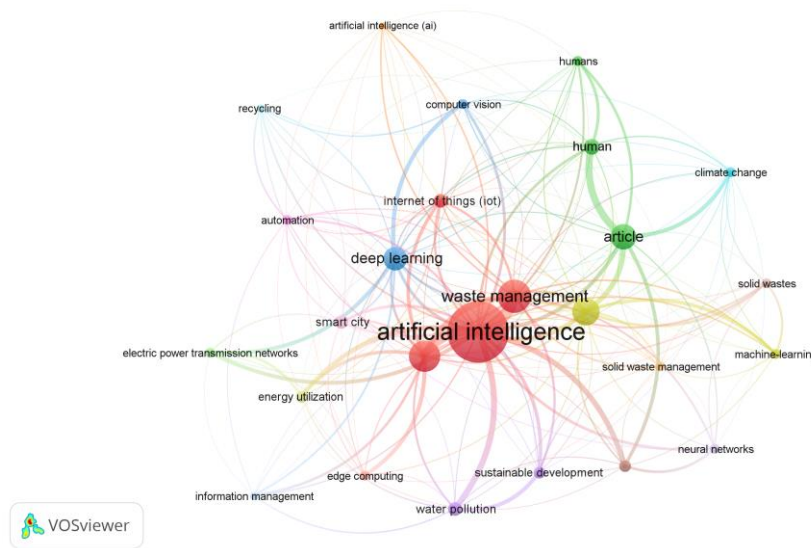 artificial intelligence (ai)
humans
recycling
computer vision
human
climate change
internet of things (iot)
automation
article
deep learning
solid wastes
waste management
smart city
artificial intelligence
electric power transmission networks
machine-learnin
solid waste management
energy utilization
neural networks
edge computing
sustainable development
information management
water pollution
VOSviewer